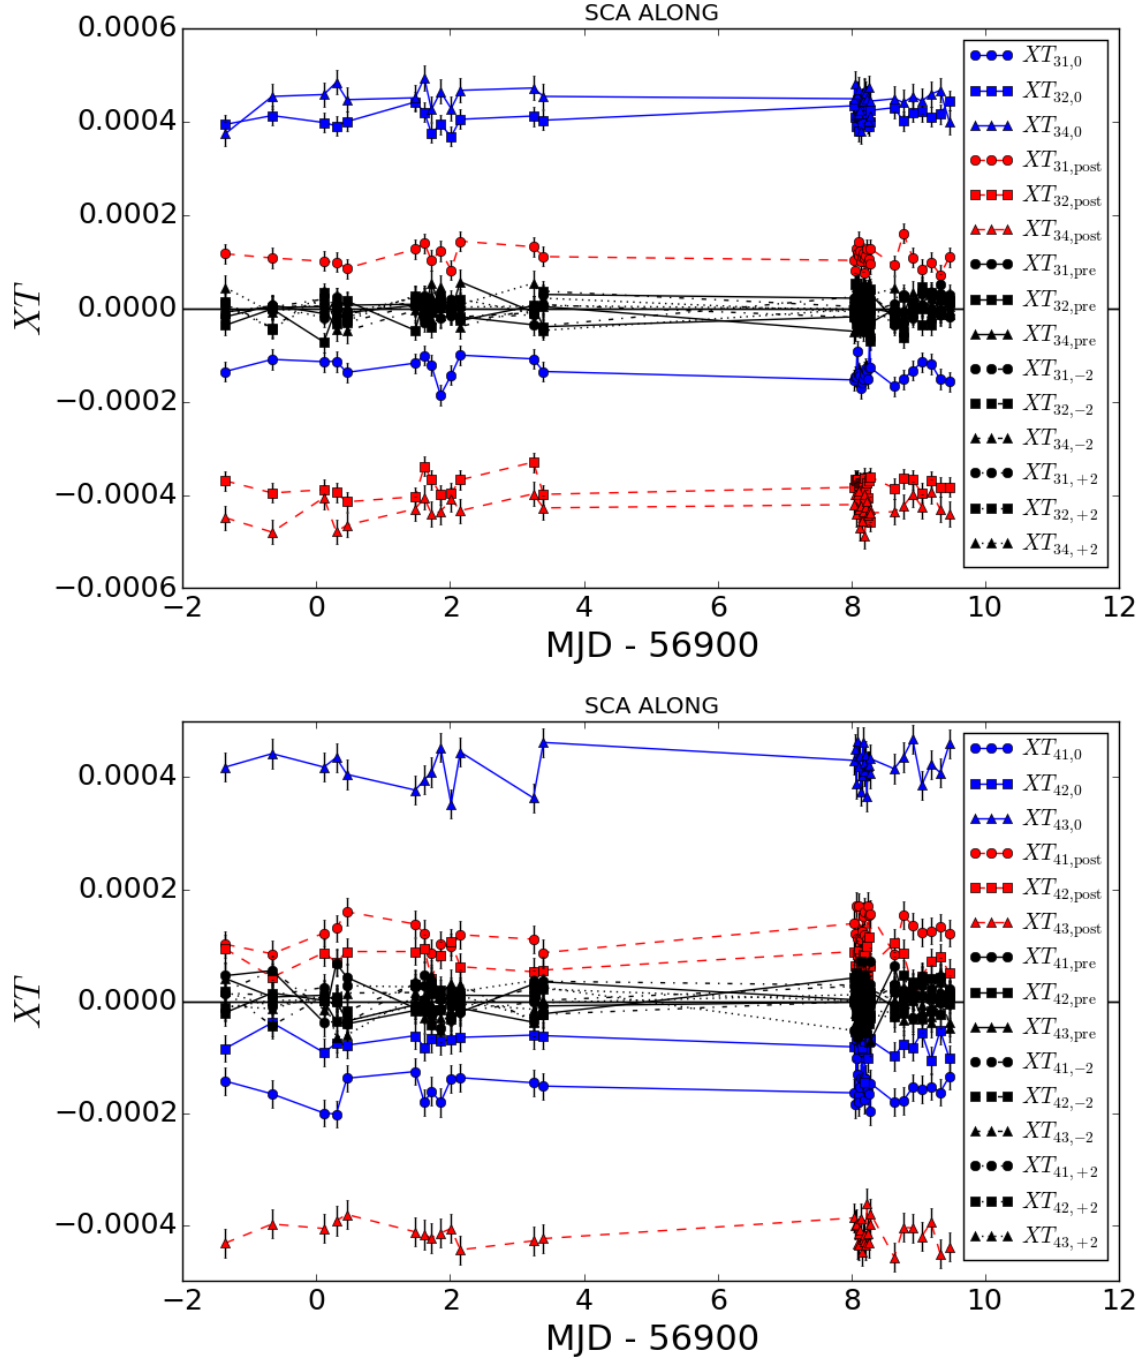 SCA ALONG
0.0006
0.0004
0.0002
0.0000
−0.0002
−0.0004
−0.0006
XT
−2 0 2 4 6 8 10 12
MJD - 56900
XT31,0
XT32,0
XT34,0
XT31,post
XT32,post
XT34,post
XT31,pre
XT32,pre
XT34,pre
XT31,−2
XT32,−2
XT34,−2
XT31,+2
XT32,+2
XT34,+2
SCA ALONG
0.0004
0.0002
0.0000
−0.0002
−0.0004
XT
−2 0 2 4 6 8 10 12
MJD - 56900
XT41,0
XT42,0
XT43,0
XT41,post
XT42,post
XT43,post
XT41,pre
XT42,pre
XT43,pre
XT41,−2
XT42,−2
XT43,−2
XT41,+2
XT42,+2
XT43,+2